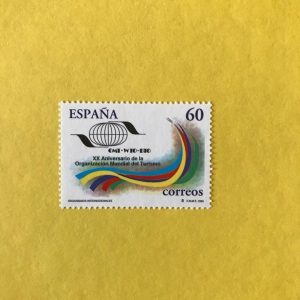 ESPAÑA 60
OMT-WTO-BTO
XX Aniversario de la
Organización Mundial del Turismo
correos